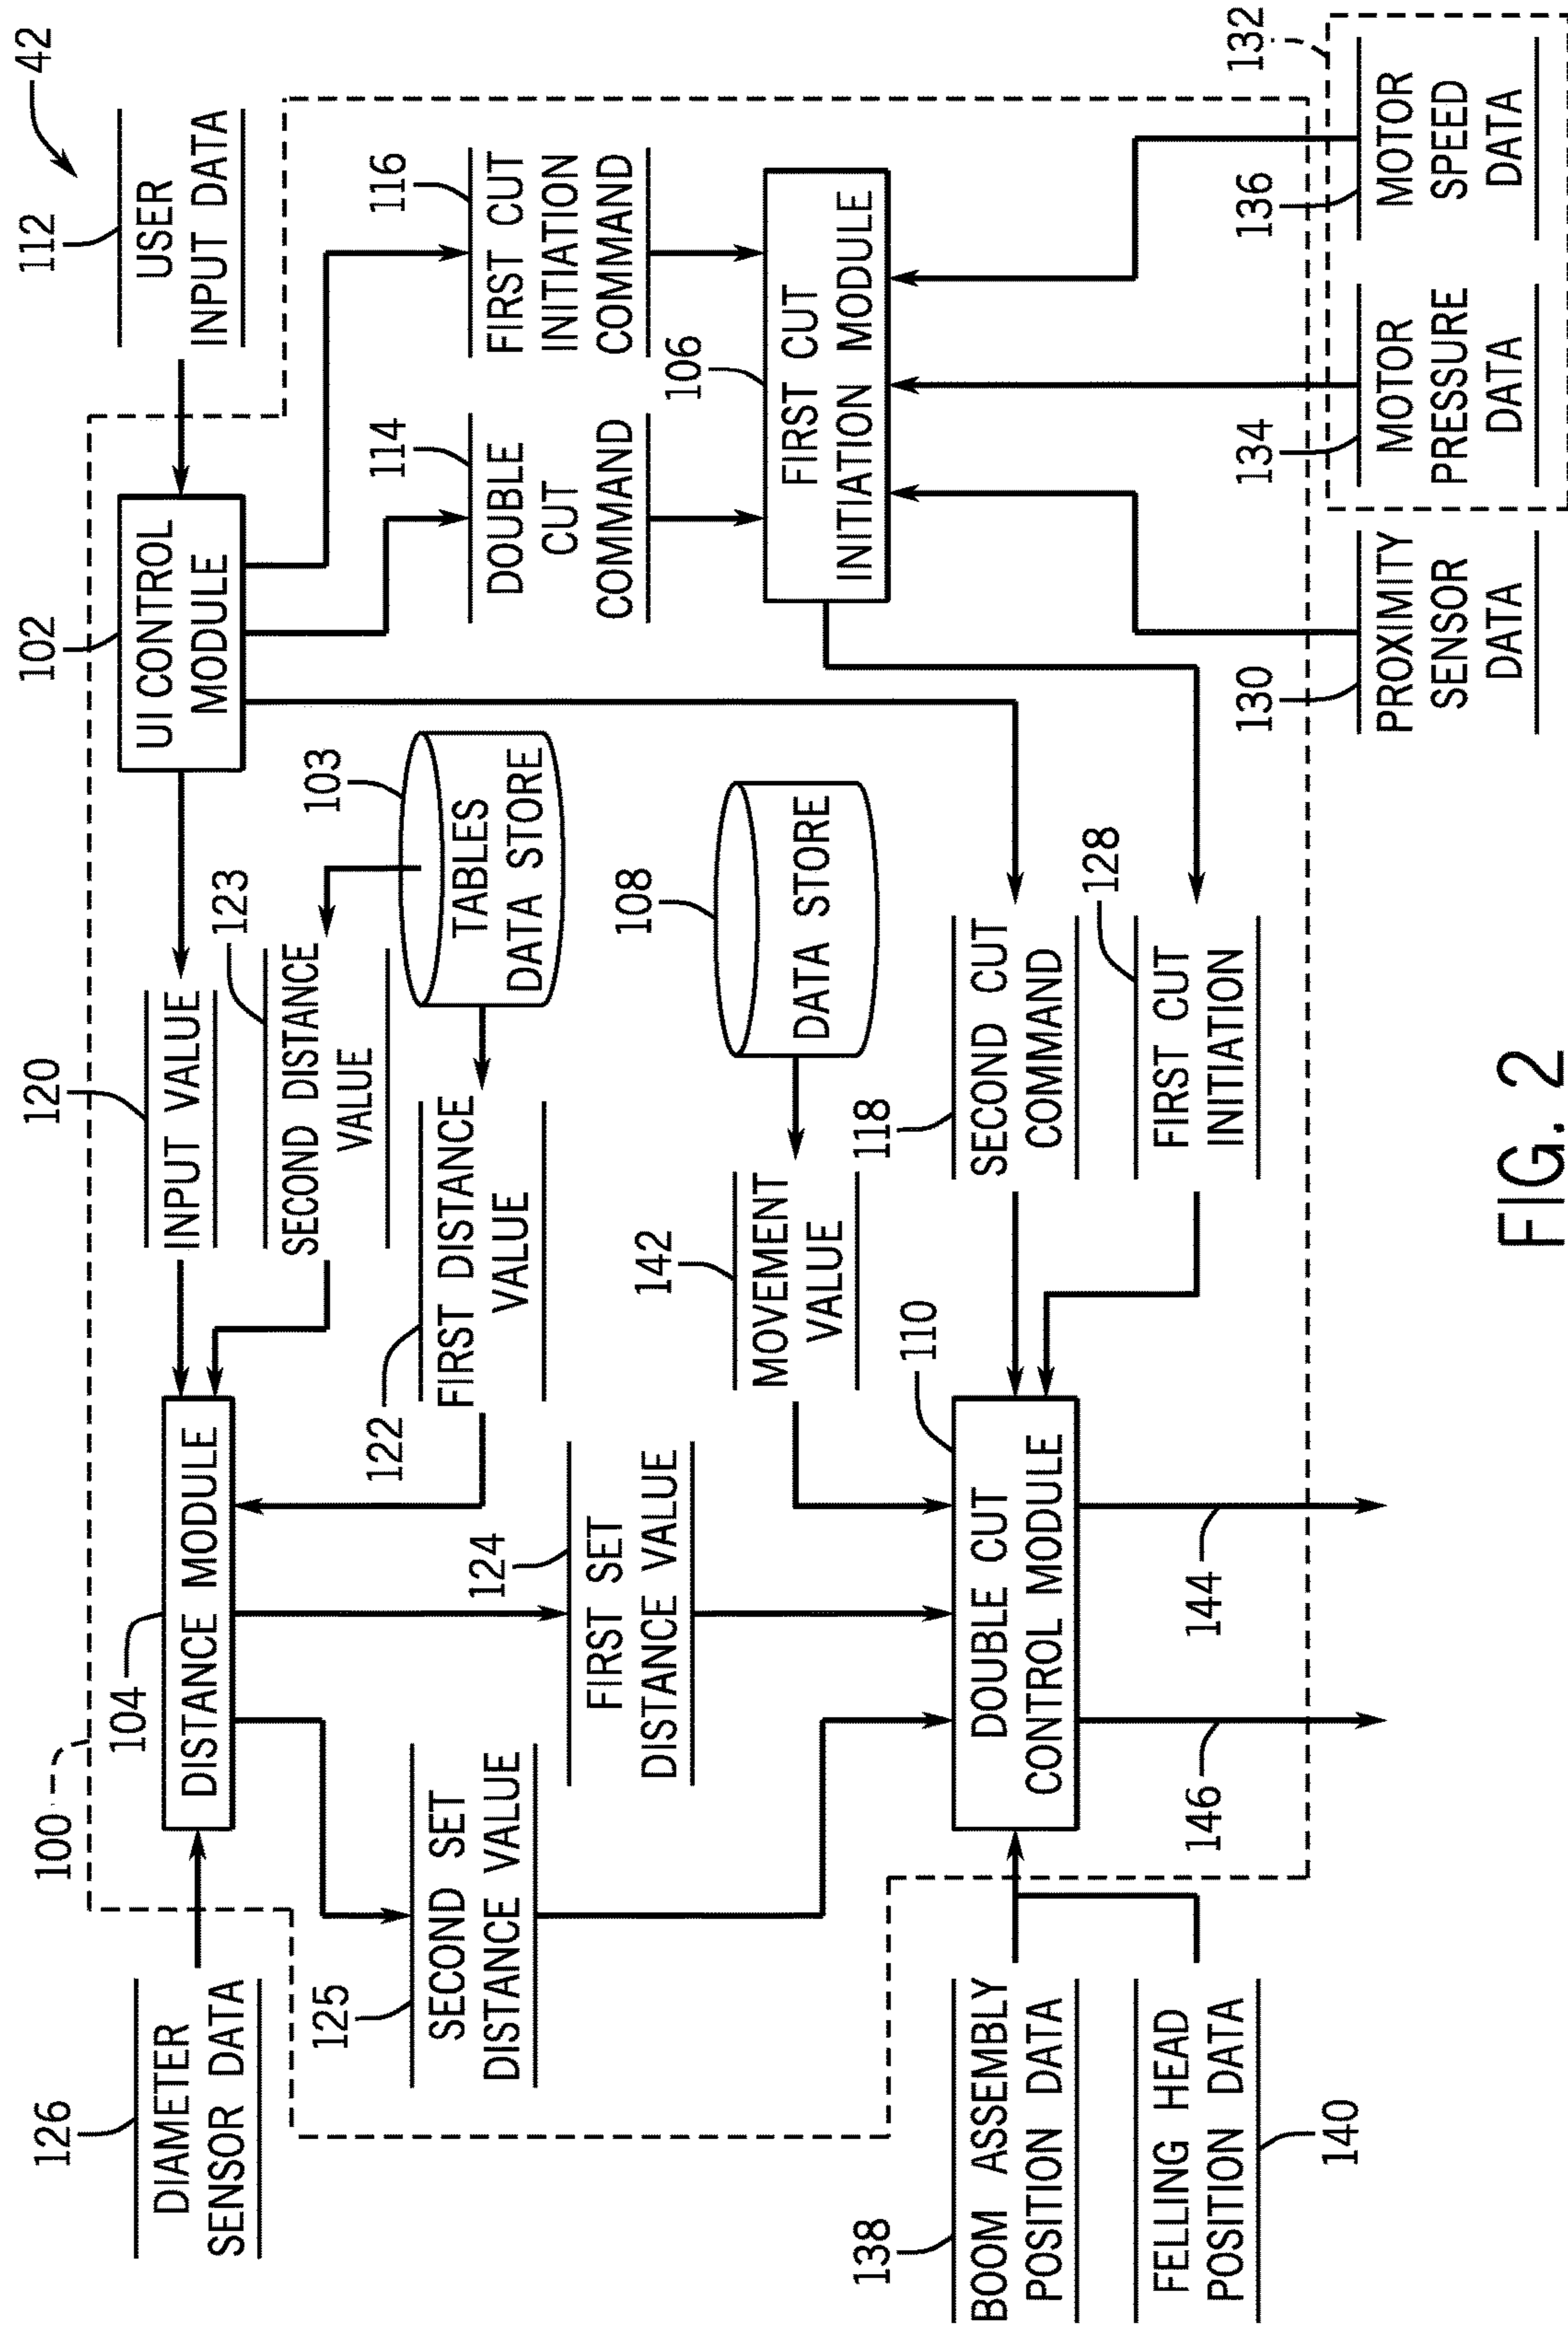 42
112
USER
INPUT DATA
102
UI CONTROL
MODULE
120
INPUT VALUE
104
DISTANCE MODULE
100
126
DIAMETER
SENSOR DATA
116
FIRST CUT
INITIATION
COMMAND
114
DOUBLE
CUT
COMMAND
103
TABLES
DATA STORE
123
SECOND DISTANCE
VALUE
122
FIRST DISTANCE
VALUE
124
FIRST SET
DISTANCE VALUE
125
SECOND SET
DISTANCE VALUE
106
FIRST CUT
INITIATION MODULE
108
DATA STORE
142
MOVEMENT
VALUE
118
SECOND CUT
COMMAND
128
FIRST CUT
INITIATION
110
DOUBLE CUT
CONTROL MODULE
138
BOOM ASSEMBLY
POSITION DATA
FELLING HEAD
POSITION DATA
140
132
136
MOTOR
SPEED
DATA
134
MOTOR
PRESSURE
DATA
130
PROXIMITY
SENSOR
DATA
144
146
FIG. 2